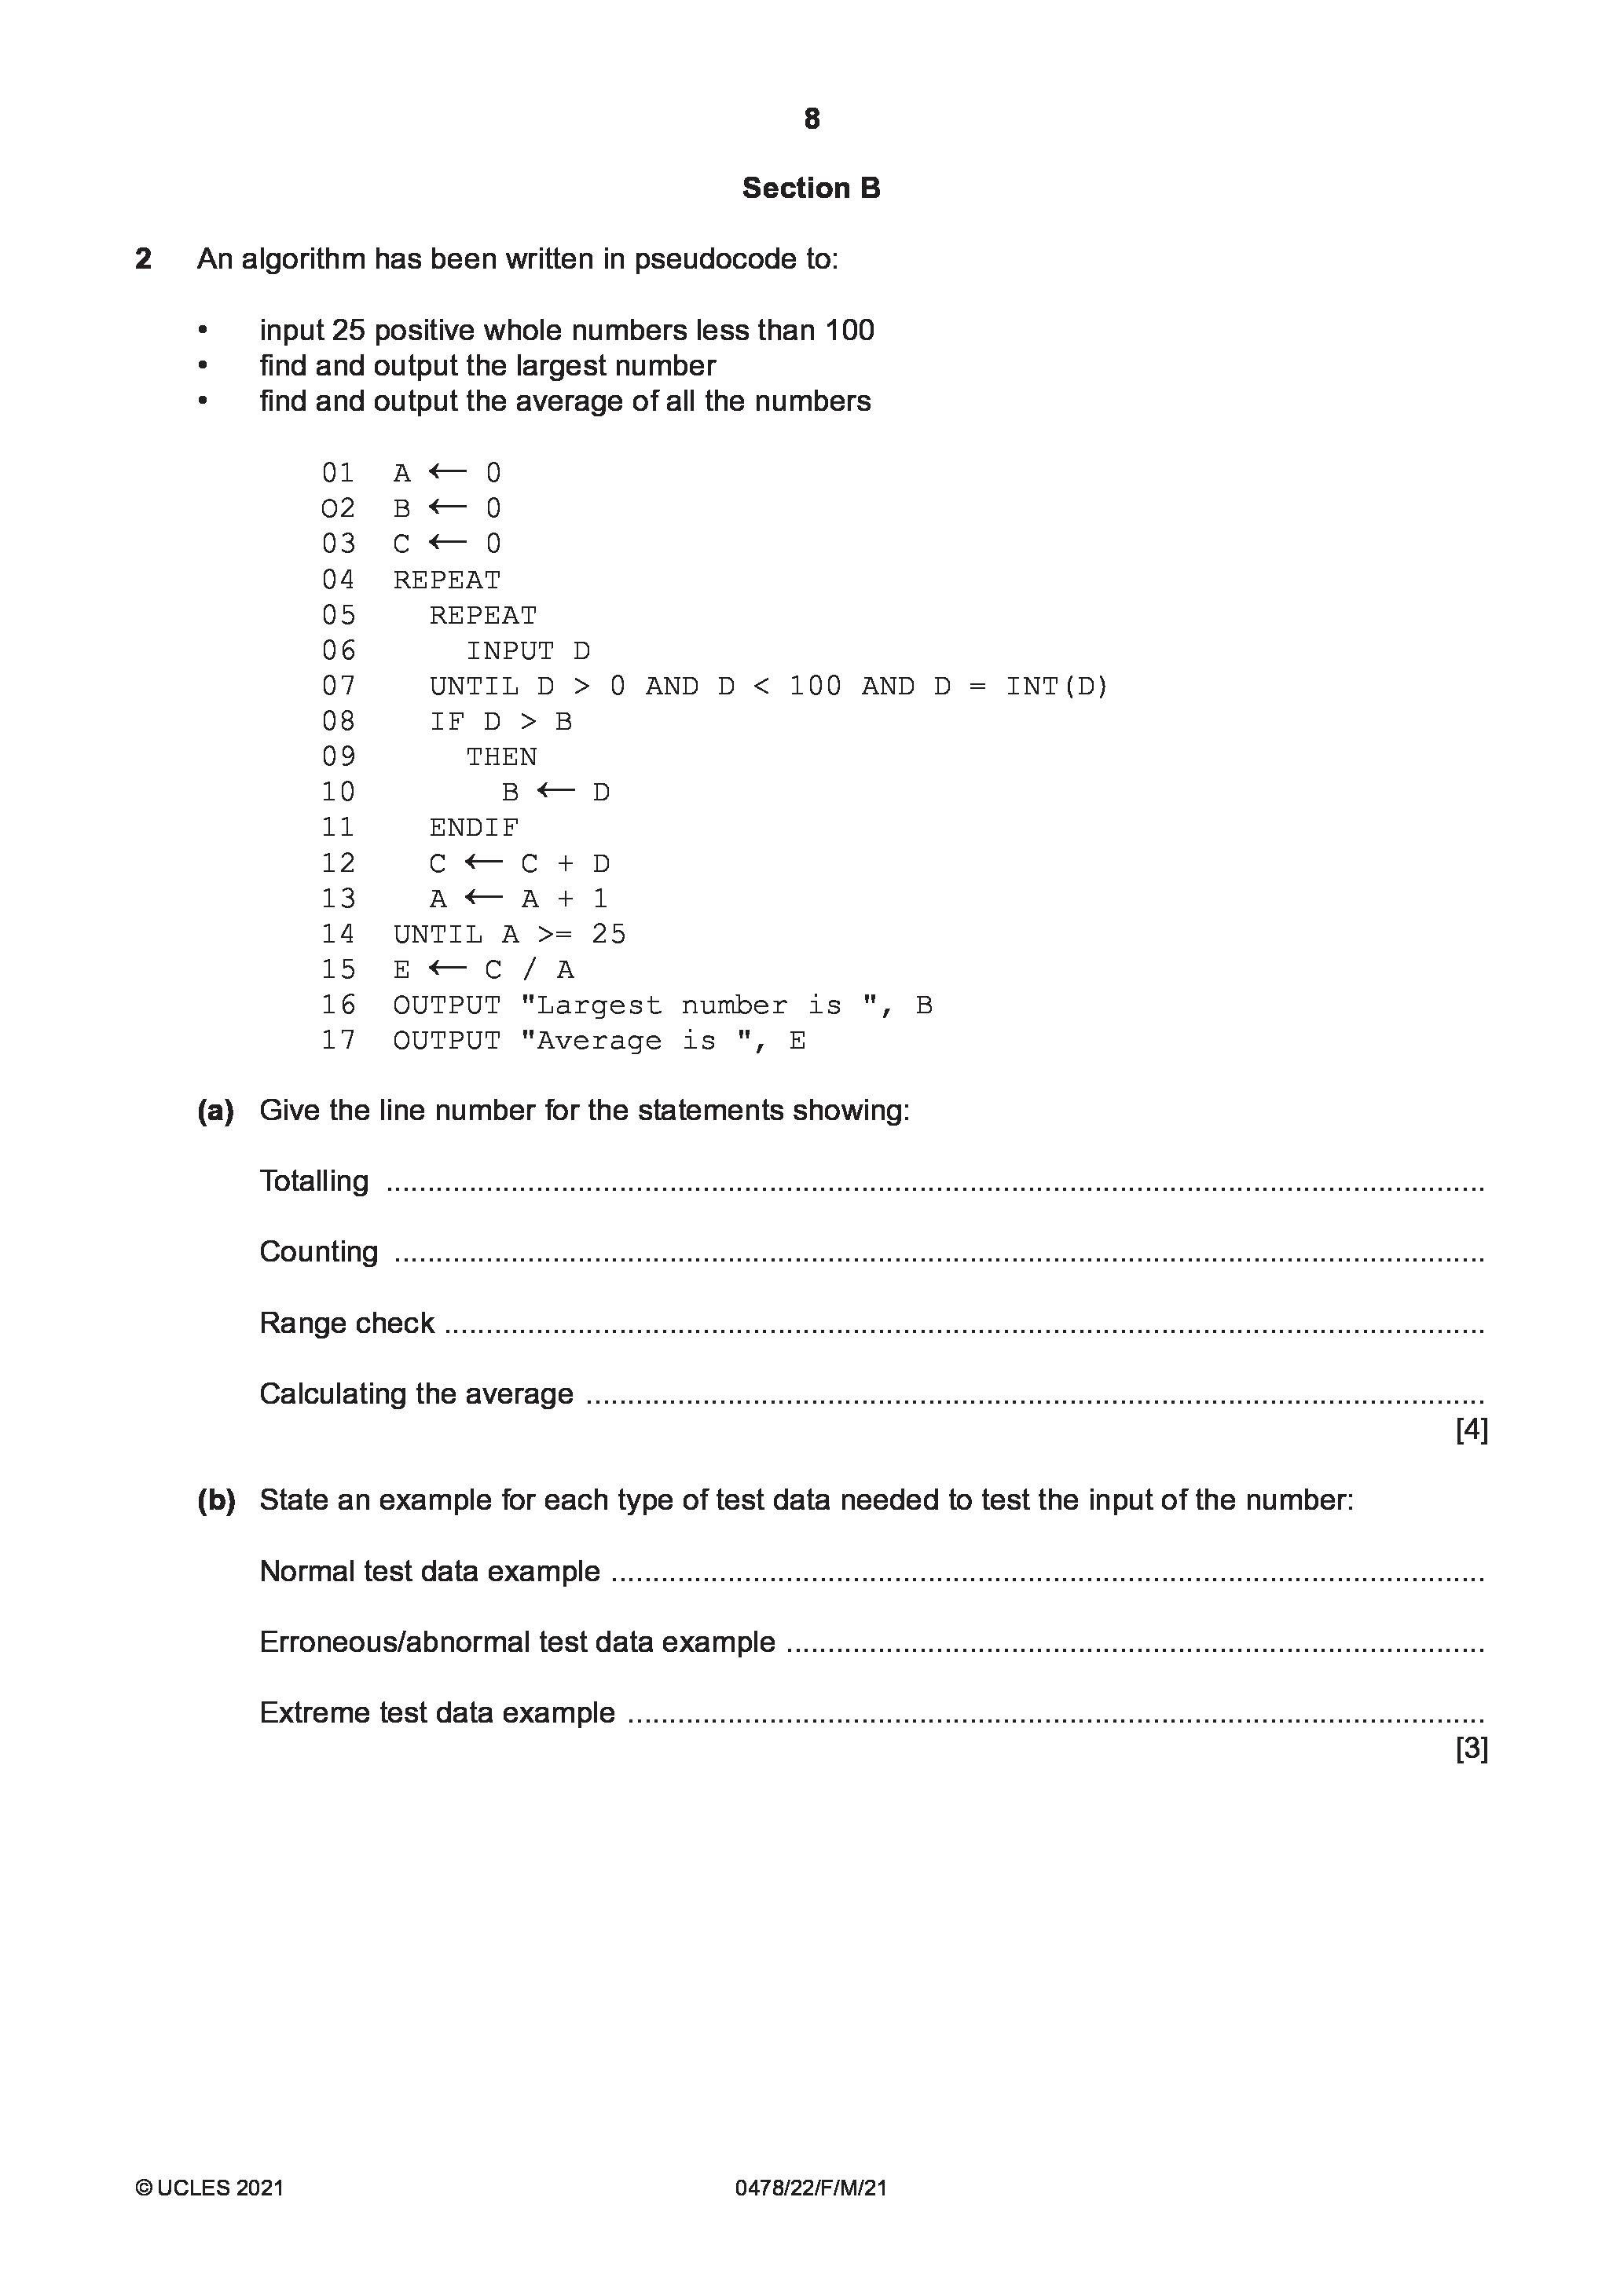 8
Section B
2 An algorithm has been written in pseudocode to:
• input 25 positive whole numbers less than 100
• find and output the largest number
• find and output the average of all the numbers
01 A ← 0
O2 B ← 0
03 C ← 0
04 REPEAT
05 REPEAT
06 INPUT D
07 UNTIL D > 0 AND D < 100 AND D = INT(D)
08 IF D > B
09 THEN
10 B ← D
11 ENDIF
12 C ← C + D
13 A ← A + 1
14 UNTIL A >= 25
15 E ← C / A
16 OUTPUT "Largest number is ", B
17 OUTPUT "Average is ", E
(a) Give the line number for the statements showing:
Totalling ....................................................................................................
Counting ....................................................................................................
Range check ....................................................................................................
Calculating the average ....................................................................................................
[4]
(b) State an example for each type of test data needed to test the input of the number:
Normal test data example ....................................................................................................
Erroneous/abnormal test data example ....................................................................................................
Extreme test data example ....................................................................................................
[3]
© UCLES 2021 0478/22/F/M/21